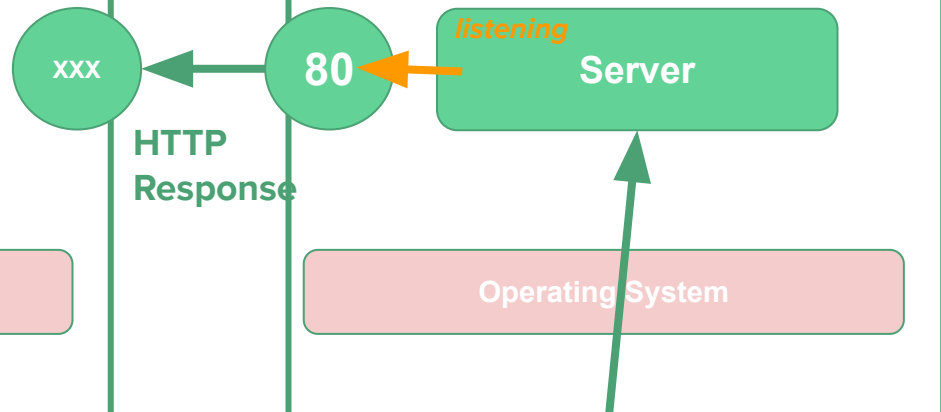 listening
xxx
80
Server
HTTP
Response
Operating System